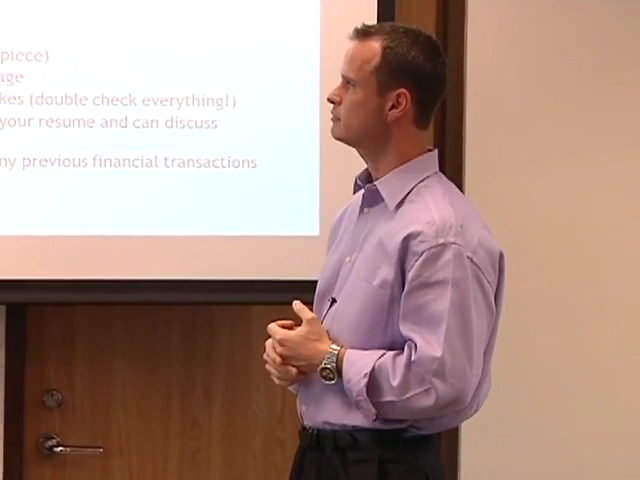 piece)
age
kes (double check everything!)
your resume and can discuss
ny previous financial transactions